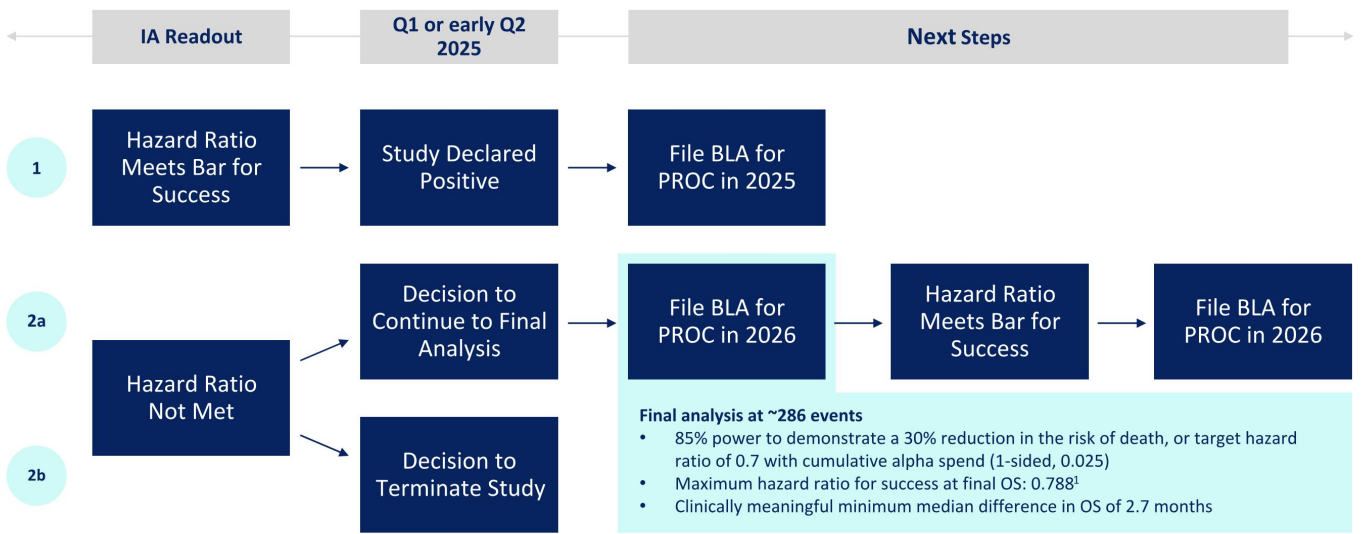 IA Readout
Q1 or early Q2
2025
Next Steps
1
Hazard Ratio
Meets Bar for
Success
Study Declared
Positive
File BLA for
PROC in 2025
2a
Hazard Ratio
Not Met
Decision to
Continue to Final
Analysis
File BLA for
PROC in 2026
Hazard Ratio
Meets Bar for
Success
File BLA for
PROC in 2026
2b
Decision to
Terminate Study
Final analysis at ~286 events
• 85% power to demonstrate a 30% reduction in the risk of death, or target hazard
ratio of 0.7 with cumulative alpha spend (1-sided, 0.025)
• Maximum hazard ratio for success at final OS: 0.788¹
• Clinically meaningful minimum median difference in OS of 2.7 months